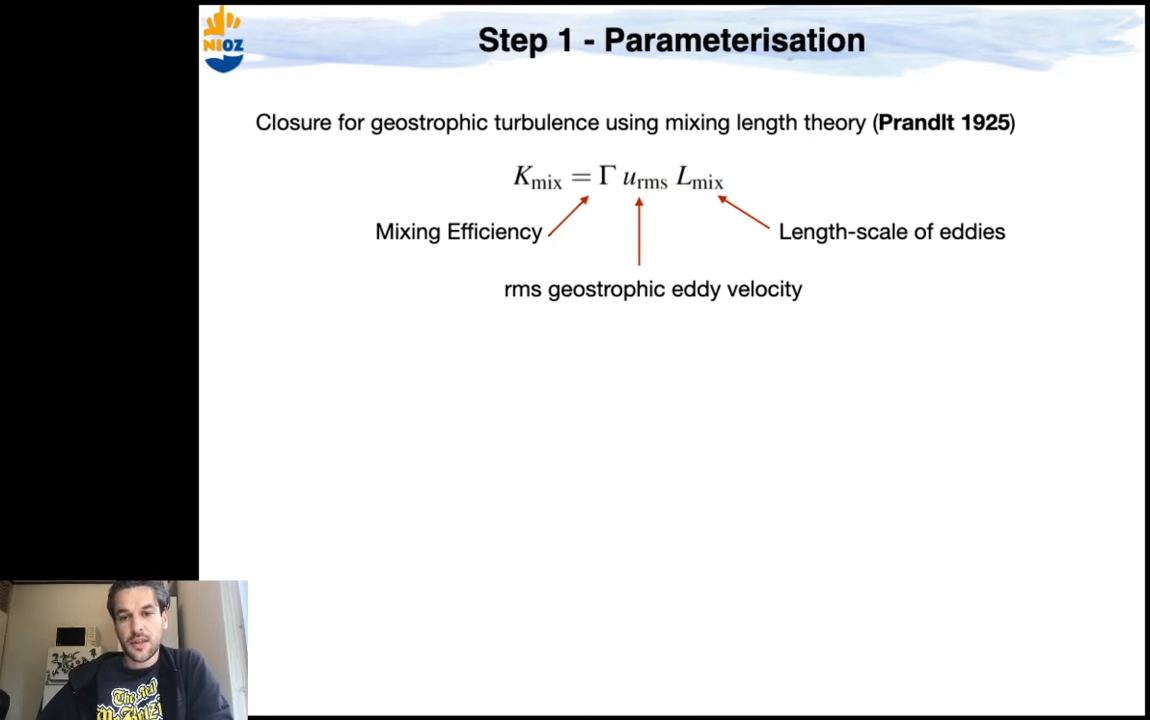 NIOZ
Step 1 - Parameterisation
Closure for geostrophic turbulence using mixing length theory (Prandlt 1925)
K_mix = Γ u_rms L_mix
Mixing Efficiency
Length-scale of eddies
rms geostrophic eddy velocity
The